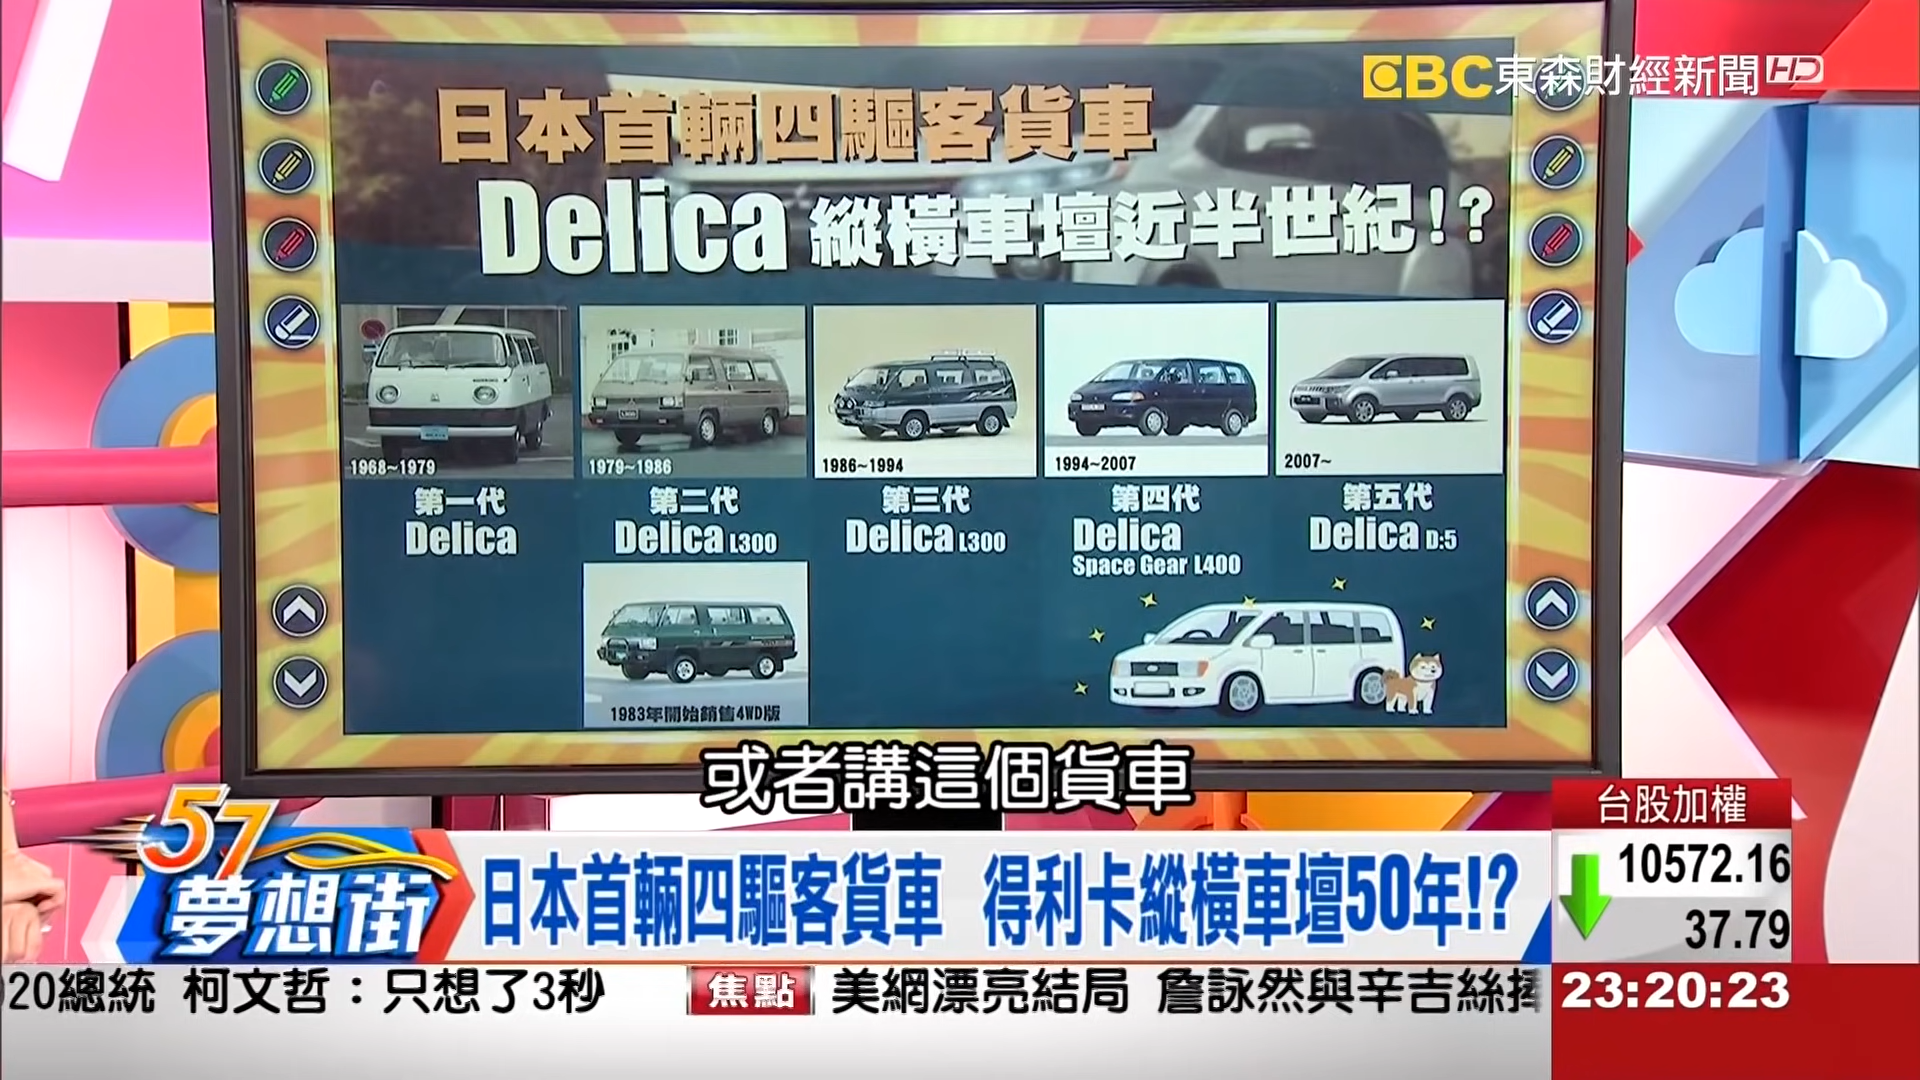 EBC東森財經新聞HD
日本首輛四驅客貨車
Delica 縱橫車壇近半世紀!?
1968~1979
1979~1986
1986~1994
1994~2007
2007~
第一代
Delica
第二代
Delica L300
第三代
Delica L300
第四代
Delica
Space Gear L400
第五代
Delica D:5
1983年開始銷售4WD版
或者講這個貨車
57
夢想街
日本首輛四驅客貨車 得利卡縱橫車壇50年!?
台股加權
10572.16
37.79
20總統 柯文哲：只想了3秒 焦點 美網漂亮結局 詹詠然與辛吉絲
23:20:23